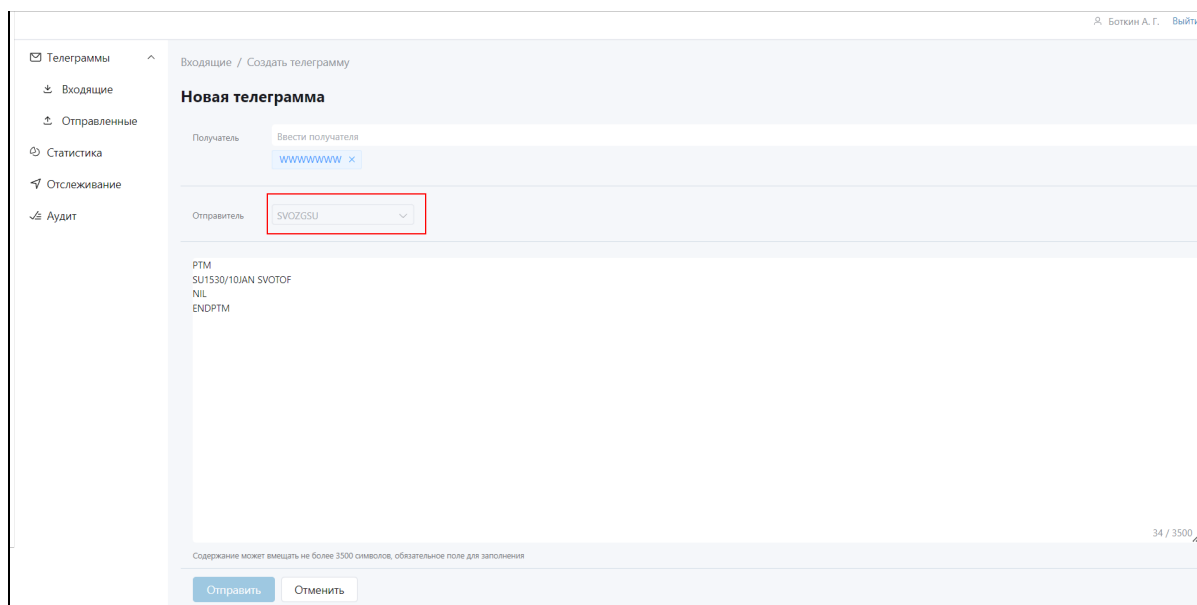 Боткин А. Г. Выйти
Телеграммы
Входящие
Отправленные
Статистика
Отслеживание
Аудит
Входящие / Создать телеграмму
Новая телеграмма
Получатель Ввести получателя
WWWWWWW ×
Отправитель SVOZGSU
PTM
SU1530/10JAN SVOTOF
NIL
ENDPTM
34 / 3500
Содержание может вмещать не более 3500 символов, обязательное поле для заполнения
Отправить Отменить